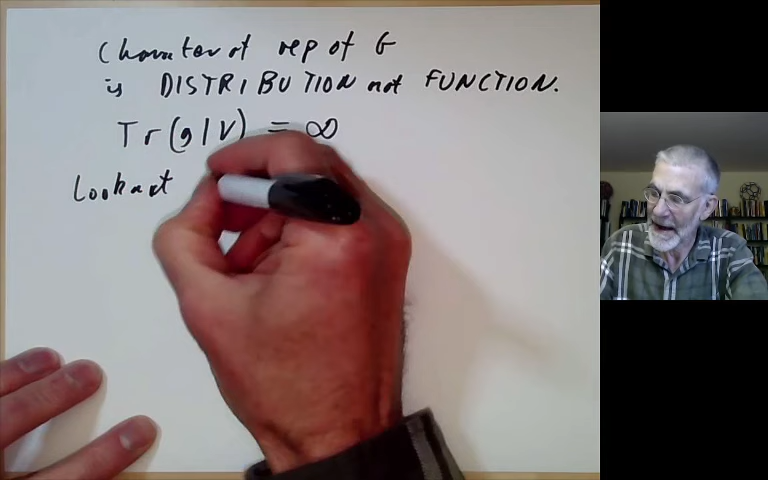 Character of rep of G
is DISTRIBUTION not FUNCTION.
Tr(g|V) = ∞
Look at